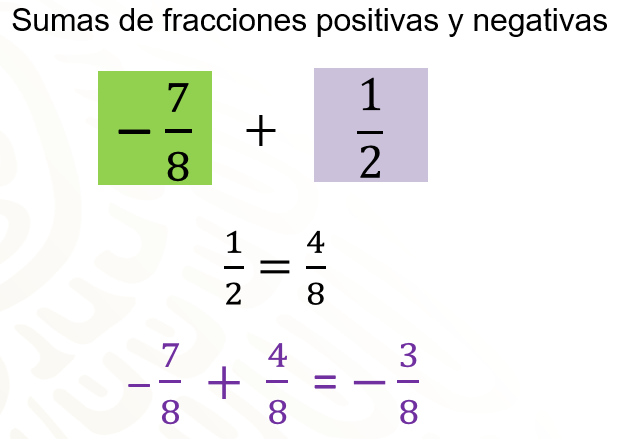 Sumas de fracciones positivas y negativas
−7/8 + 1/2
1/2 = 4/8
−7/8 + 4/8 = −3/8